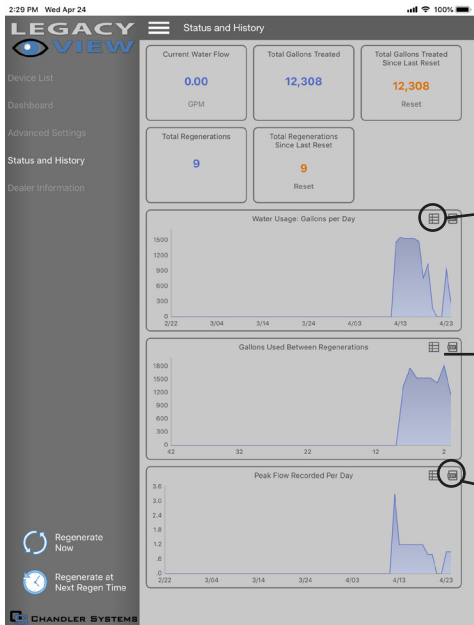 2:29 PM Wed Apr 24
100%
LEGACY
VIEW
Device List
Dashboard
Advanced Settings
Status and History
Dealer Information
Regenerate
Now
Regenerate at
Next Regen Time
CHANDLER SYSTEMS
Status and History
Current Water Flow
0.00
GPM
Total Gallons Treated
12,308
Total Gallons Treated
Since Last Reset
12,308
Reset
Total Regenerations
9
Total Regenerations
Since Last Reset
9
Reset
Water Usage: Gallons per Day
1500
1200
900
600
300
0
2/22 3/04 3/14 3/24 4/03 4/13 4/23
Gallons Used Between Regenerations
1800
1500
1200
900
600
300
0
42 32 22 12 2
Peak Flow Recorded Per Day
3.6
3.0
2.4
1.8
1.2
.6
.0
2/22 3/04 3/14 3/24 4/03 4/13 4/23